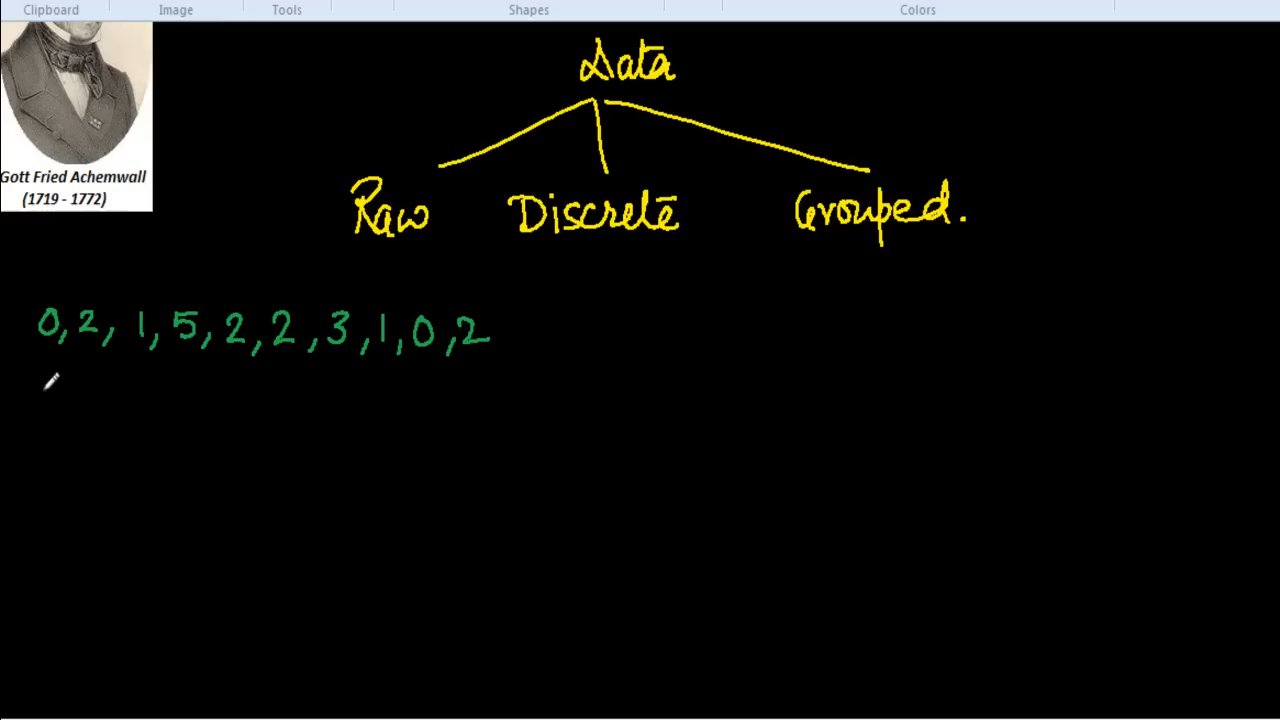 Clipboard Image Tools Shapes Colors
Data
Gott Fried Achemwall
(1719 - 1772)
Raw Discrete Grouped.
0, 2, 1, 5, 2, 2, 3, 1, 0, 2